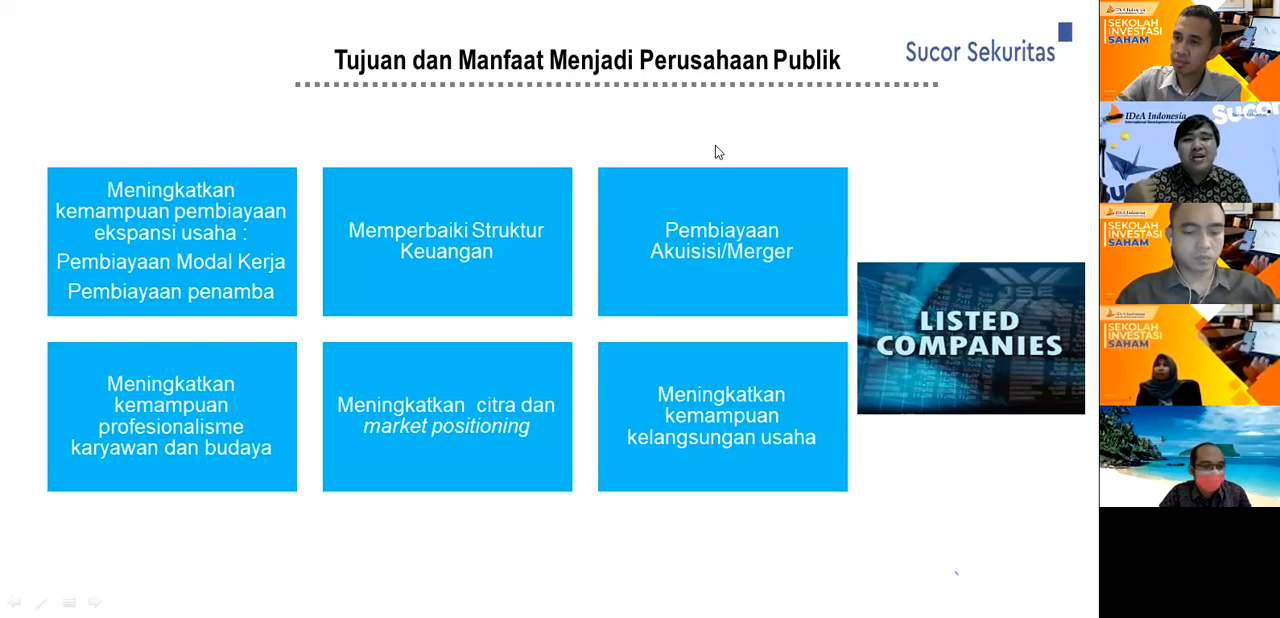 Tujuan dan Manfaat Menjadi Perusahaan Publik
Sucor Sekuritas
Meningkatkan
kemampuan pembiayaan
ekspansi usaha :
Pembiayaan Modal Kerja
Pembiayaan penamba
Memperbaiki Struktur
Keuangan
Pembiayaan
Akuisisi/Merger
Meningkatkan
kemampuan
profesionalisme
karyawan dan budaya
Meningkatkan citra dan
market positioning
Meningkatkan
kemampuan
kelangsungan usaha
JSE
LISTED
COMPANIES
SEKOLAH
INVESTASI
SAHAM
IDeA Indonesia
Sucor
SEKOLAH
INVESTASI
SAHAM
SEKOLAH
INVESTASI
SAHAM